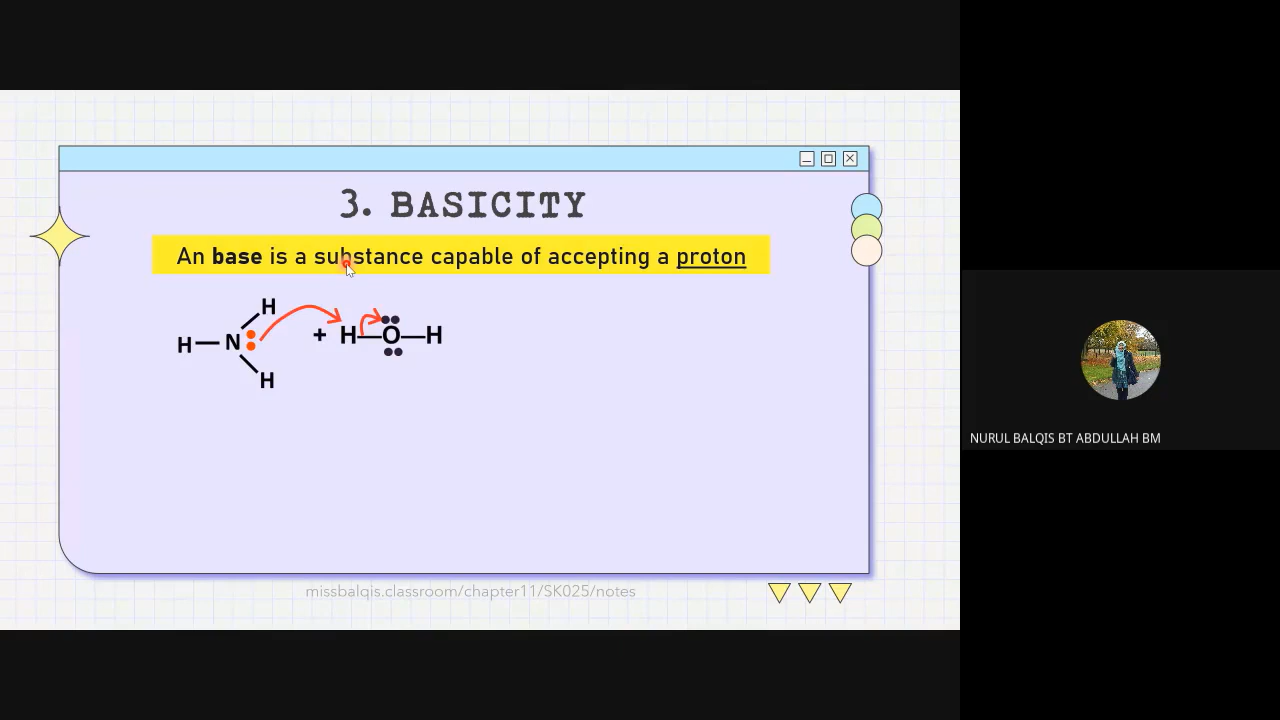 3. BASICITY
An base is a substance capable of accepting a proton
H
H — N : + H—O—H
H
missbalqis.classroom/chapter11/SK025/notes
NURUL BALQIS BT ABDULLAH BM